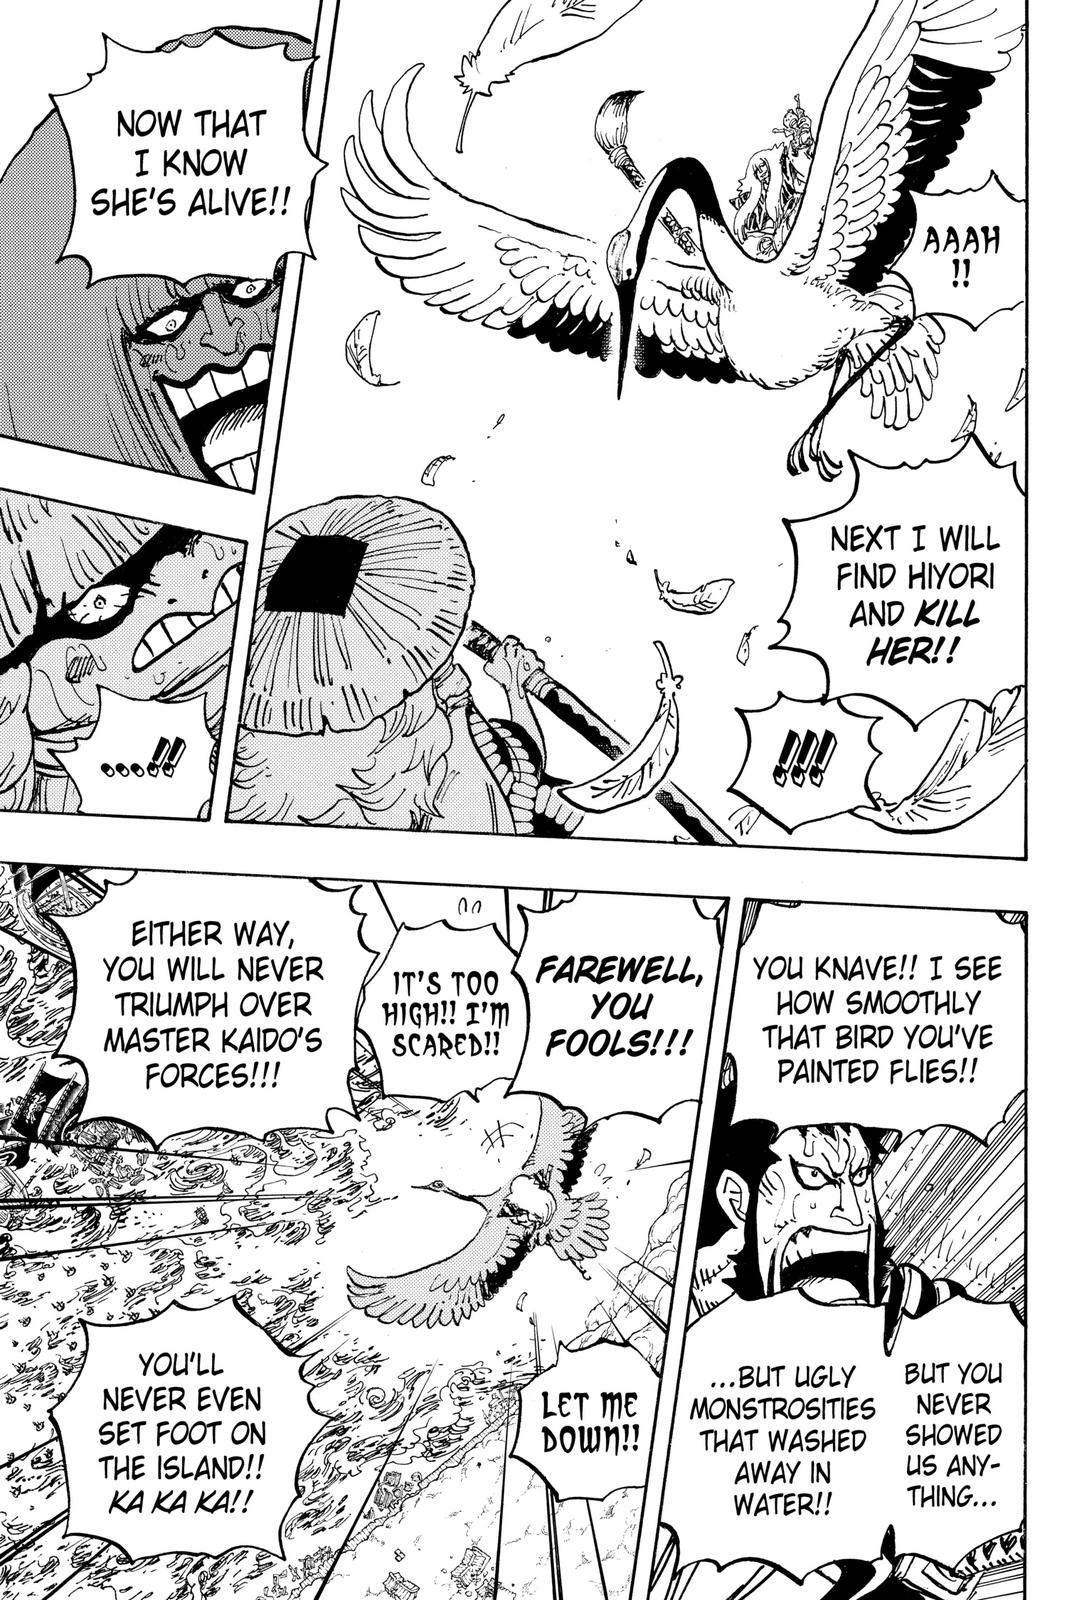 AAAH
!!
NEXT I WILL
FIND HIYORI
AND KILL
HER!!
!!!!
NOW THAT
I KNOW
SHE'S ALIVE!!
...!!
YOU KNAVE!! I SEE
HOW SMOOTHLY
THAT BIRD YOU'VE
PAINTED FLIES!!
BUT YOU
NEVER
SHOWED
US ANY-
THING...
...BUT UGLY
MONSTROSITIES
THAT WASHED
AWAY IN
WATER!!
FAREWELL,
YOU
FOOLS!!!
IT'S TOO
HIGH!! I'M
SCARED!!
EITHER WAY,
YOU WILL NEVER
TRIUMPH OVER
MASTER KAIDO'S
FORCES!!!
LET ME
DOWN!!
YOU'LL
NEVER EVEN
SET FOOT ON
THE ISLAND!!
KA KA KA!!